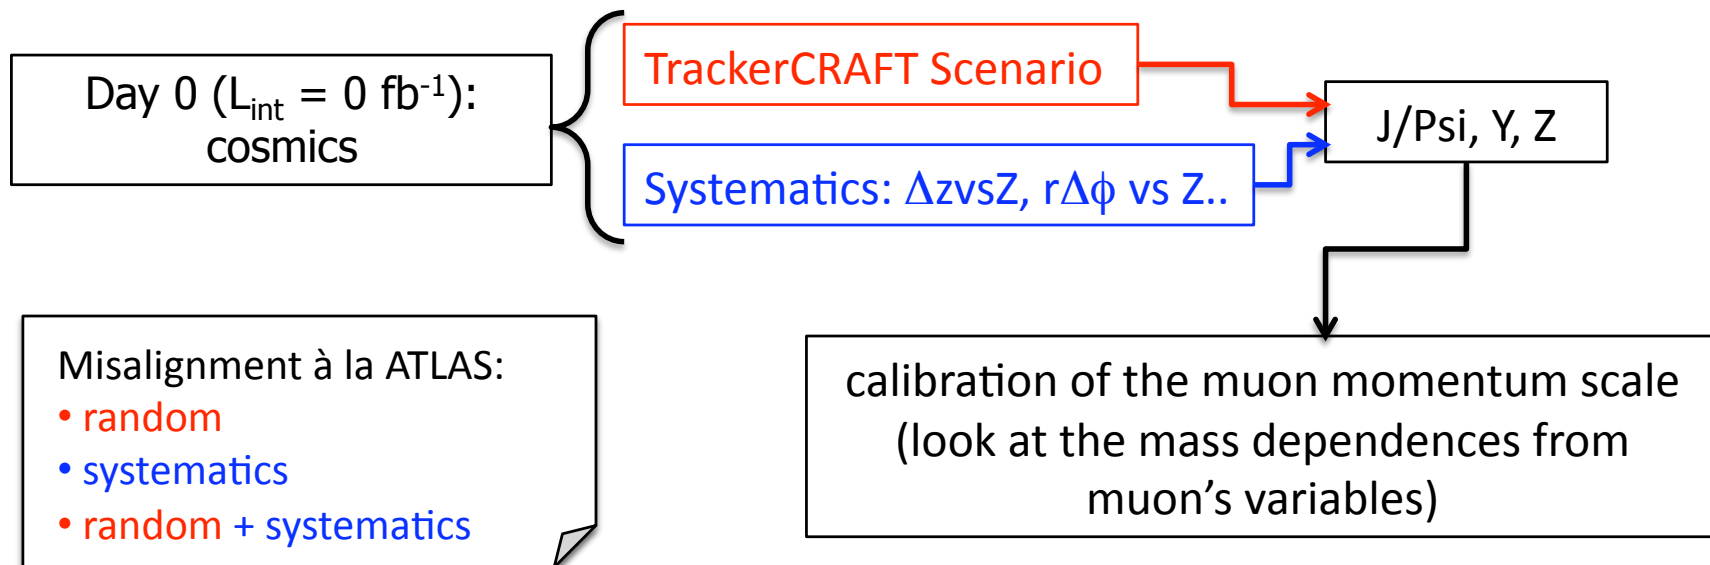 Day 0 (Lint = 0 fb-1):
cosmics
TrackerCRAFT Scenario
Systematics: ΔzvsZ, rΔϕ vs Z..
J/Psi, Y, Z
Misalignment à la ATLAS:
• random
• systematics
• random + systematics
calibration of the muon momentum scale
(look at the mass dependences from
muon’s variables)